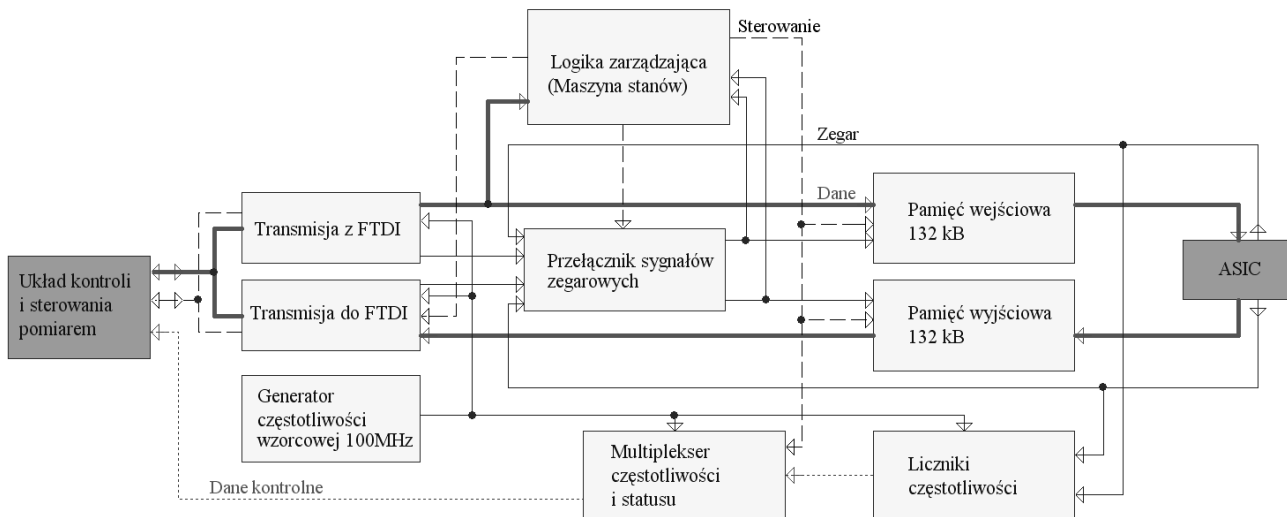 Sterowanie
Logika zarządzająca
(Maszyna stanów)
Zegar
Dane
Transmisja z FTDI
Pamięć wejściowa
132 kB
Przełącznik sygnałów
zegarowych
ASIC
Układ kontroli
i sterowania
pomiarem
Transmisja do FTDI
Pamięć wyjściowa
132 kB
Generator
częstotliwości
wzorcowej 100MHz
Multiplekser
częstotliwości
i statusu
Liczniki
częstotliwości
Dane kontrolne